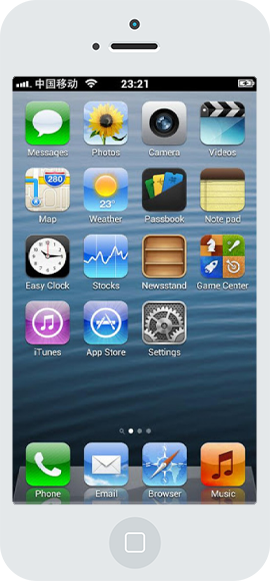 中国移动 23:21
Messages Photos Camera Videos
280
23°
Map Weather Passbook Note pad
Easy Clock Stocks Newsstand Game Center
iTunes App Store Settings
Phone Email Browser Music